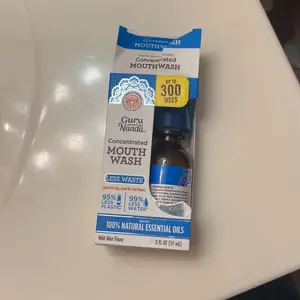 Concentrated
MOUTHWASH
UP TO
300
USES
Guru
Nanda
Concentrated
MOUTH
WASH
LESS WASTE
95%
LESS
PLASTIC
99%
LESS
WATER
100% NATURAL ESSENTIAL OILS
Wild Mint Flavor
2 FL OZ (59 mL)